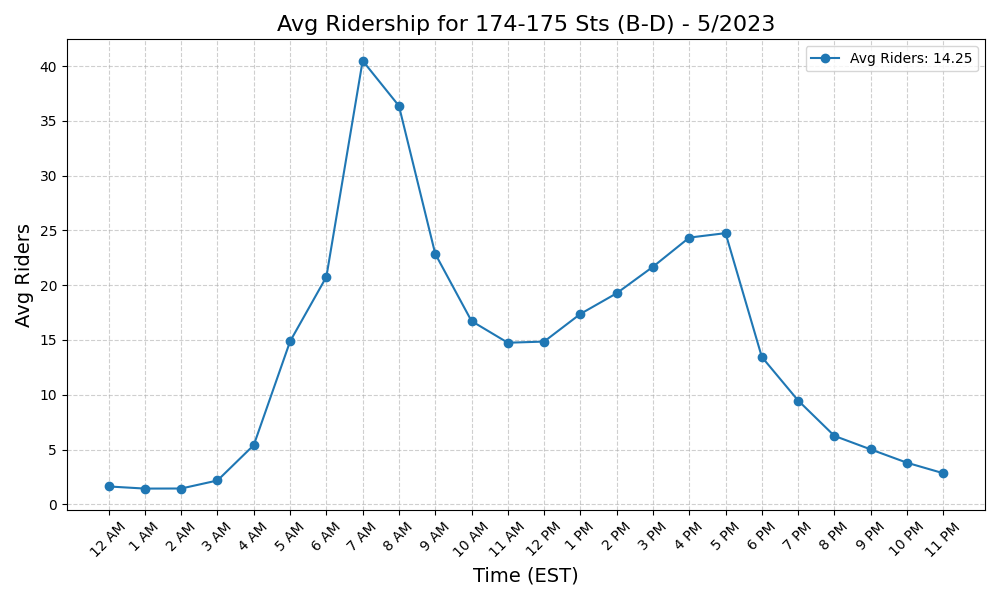 Avg Ridership for 174-175 Sts (B-D) - 5/2023
Avg Riders: 14.25
Avg Riders
40
35
30
25
20
15
10
5
0
12 AM
1 AM
2 AM
3 AM
4 AM
5 AM
6 AM
7 AM
8 AM
9 AM
10 AM
11 AM
12 PM
1 PM
2 PM
3 PM
4 PM
5 PM
6 PM
7 PM
8 PM
9 PM
10 PM
11 PM
Time (EST)